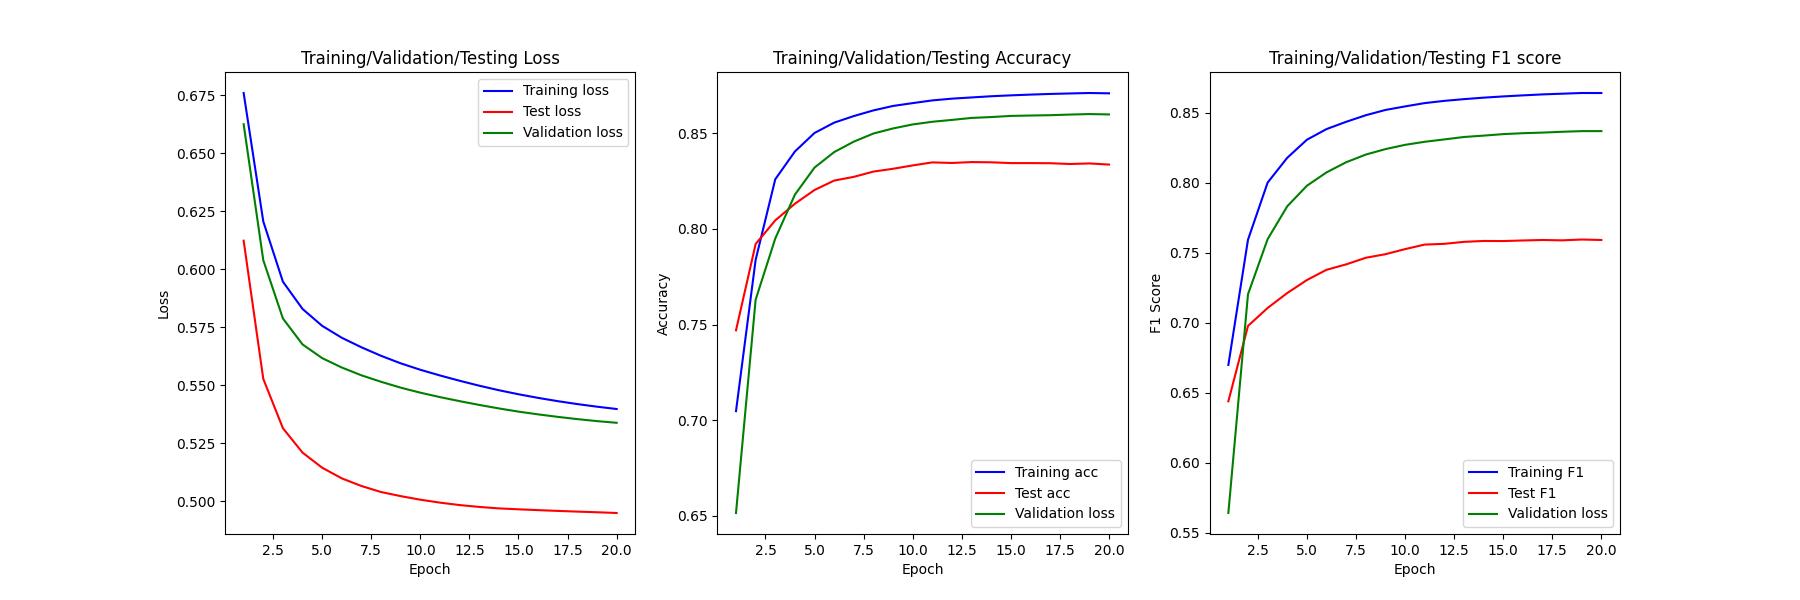 Training/Validation/Testing Loss
0.675
0.650
0.625
0.600
0.575
0.550
0.525
0.500
Loss
2.5 5.0 7.5 10.0 12.5 15.0 17.5 20.0
Epoch
Training loss
Test loss
Validation loss
Training/Validation/Testing Accuracy
0.85
0.80
0.75
0.70
0.65
Accuracy
2.5 5.0 7.5 10.0 12.5 15.0 17.5 20.0
Epoch
Training acc
Test acc
Validation loss
Training/Validation/Testing F1 score
0.85
0.80
0.75
0.70
0.65
0.60
0.55
F1 Score
2.5 5.0 7.5 10.0 12.5 15.0 17.5 20.0
Epoch
Training F1
Test F1
Validation loss